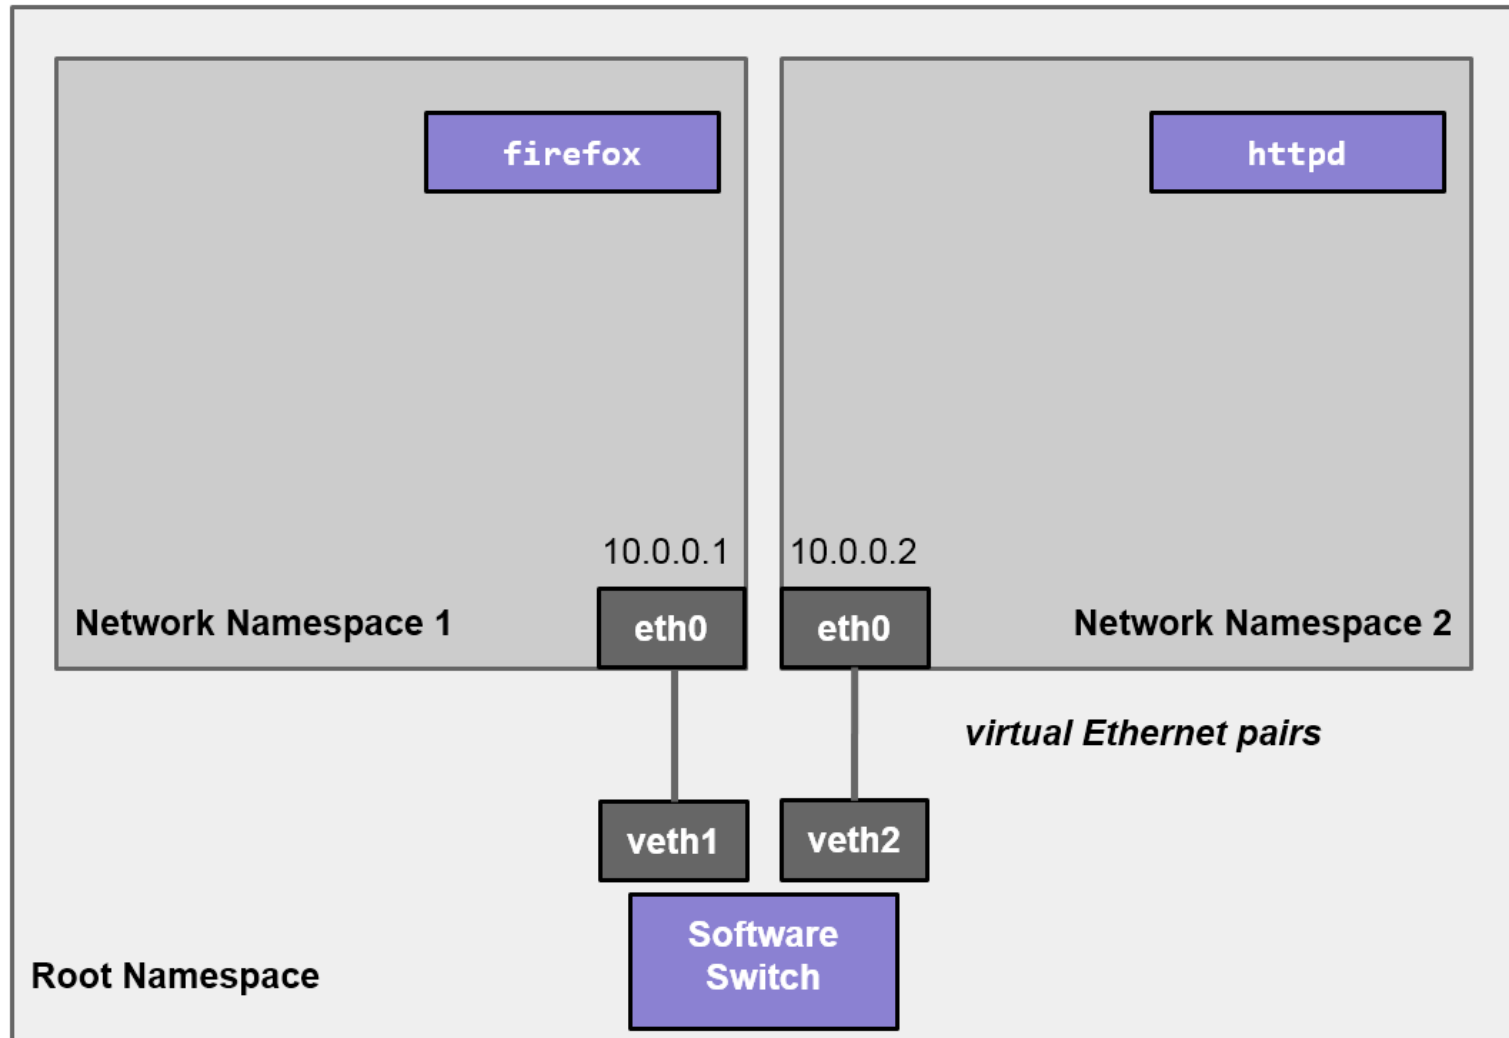 firefox
httpd
10.0.0.1
10.0.0.2
Network Namespace 1
eth0
eth0
Network Namespace 2
virtual Ethernet pairs
veth1
veth2
Software
Switch
Root Namespace